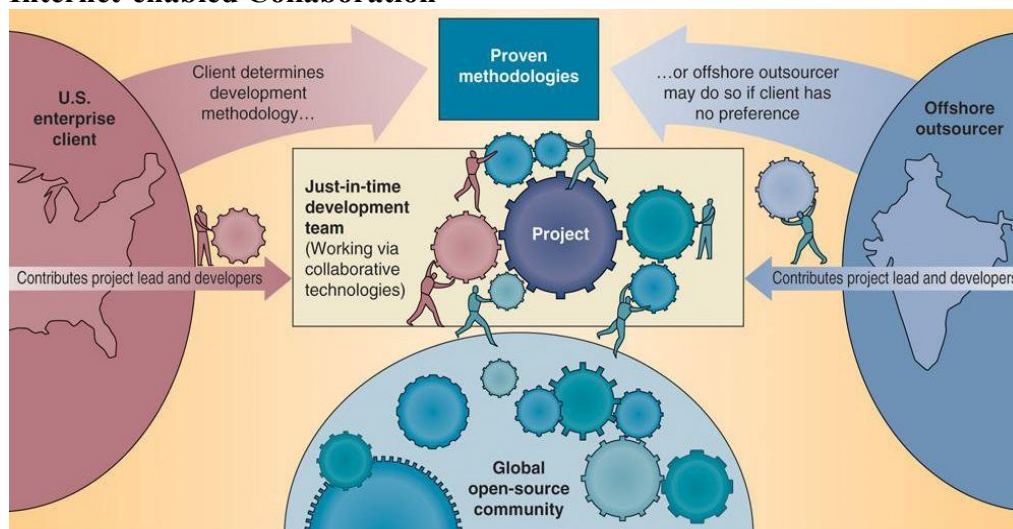 Internet-enabled Collaboration
U.S.
enterprise
client
Client determines
development
methodology...
Proven
methodologies
...or offshore outsourcer
may do so if client has
no preference
Offshore
outsourcer
Just-in-time
development
team
(Working via
collaborative
technologies)
Project
Contributes project lead and developers
Contributes project lead and developers
Global
open-source
community